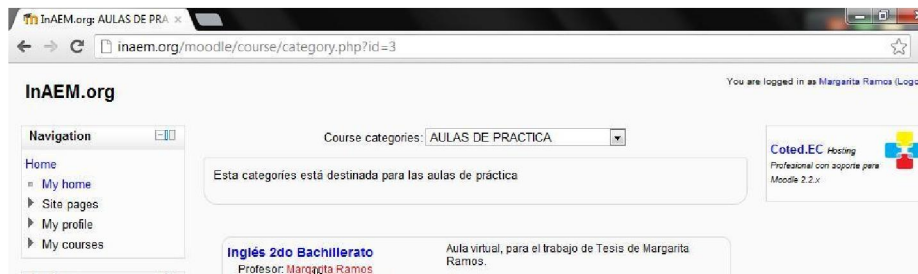 InAEM.org: AULAS DE PRA
inaem.org/moodle/course/category.php?id=3
You are logged in as Margarita Ramos (Logo
InAEM.org
Navigation
Home
My home
Site pages
My profile
My courses
Course categories: AULAS DE PRACTICA
Esta categories está destinada para las aulas de práctica
Inglés 2do Bachillerato
Profesor: Margarita Ramos
Aula virtual, para el trabajo de Tesis de Margarita
Ramos.
Coted.EC Hosting
Profesional con soporte para
Moodle 2.2.x